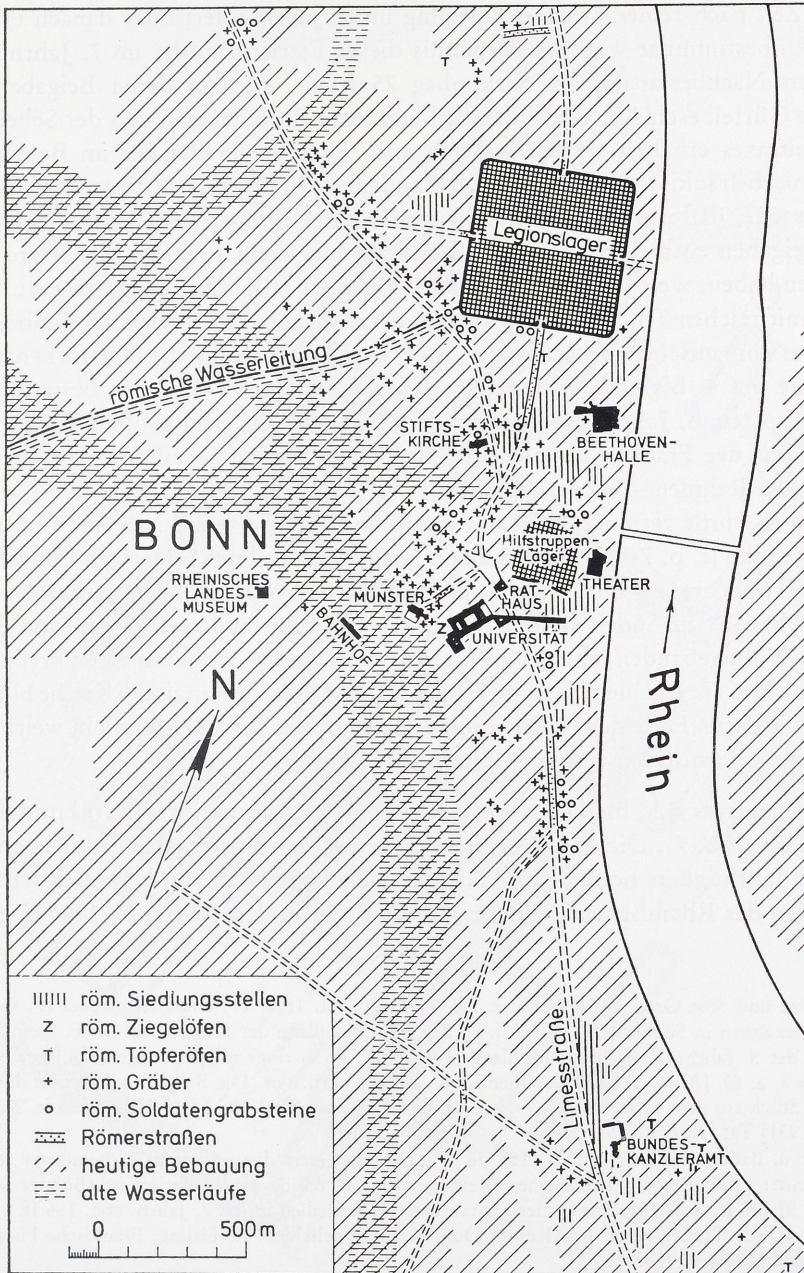 Legionslager
römische Wasserleitung
STIFTS-
KIRCHE
BEETHOVEN-
HALLE
BONN
Hilfstruppen-
Lager
RHEINISCHES
LANDES-
MUSEUM
MÜNSTER
RAT-
HAUS
THEATER
BAHNHOF
Z
UNIVERSITÄT
N
Rhein
Limesstraße
BUNDES-
KANZLERAMT
röm. Siedlungsstellen
Z röm. Ziegelöfen
T röm. Töpferöfen
röm. Gräber
röm. Soldatengrabsteine
Römerstraßen
heutige Bebauung
alte Wasserläufe
0 500 m